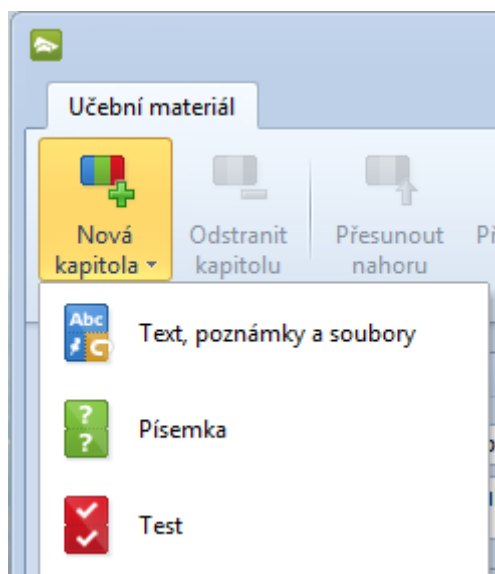 Učební materiál
Nová kapitola
Odstranit kapitolu
Přesunout nahoru
Abc
Text, poznámky a soubory
? ?
Písemka
Test